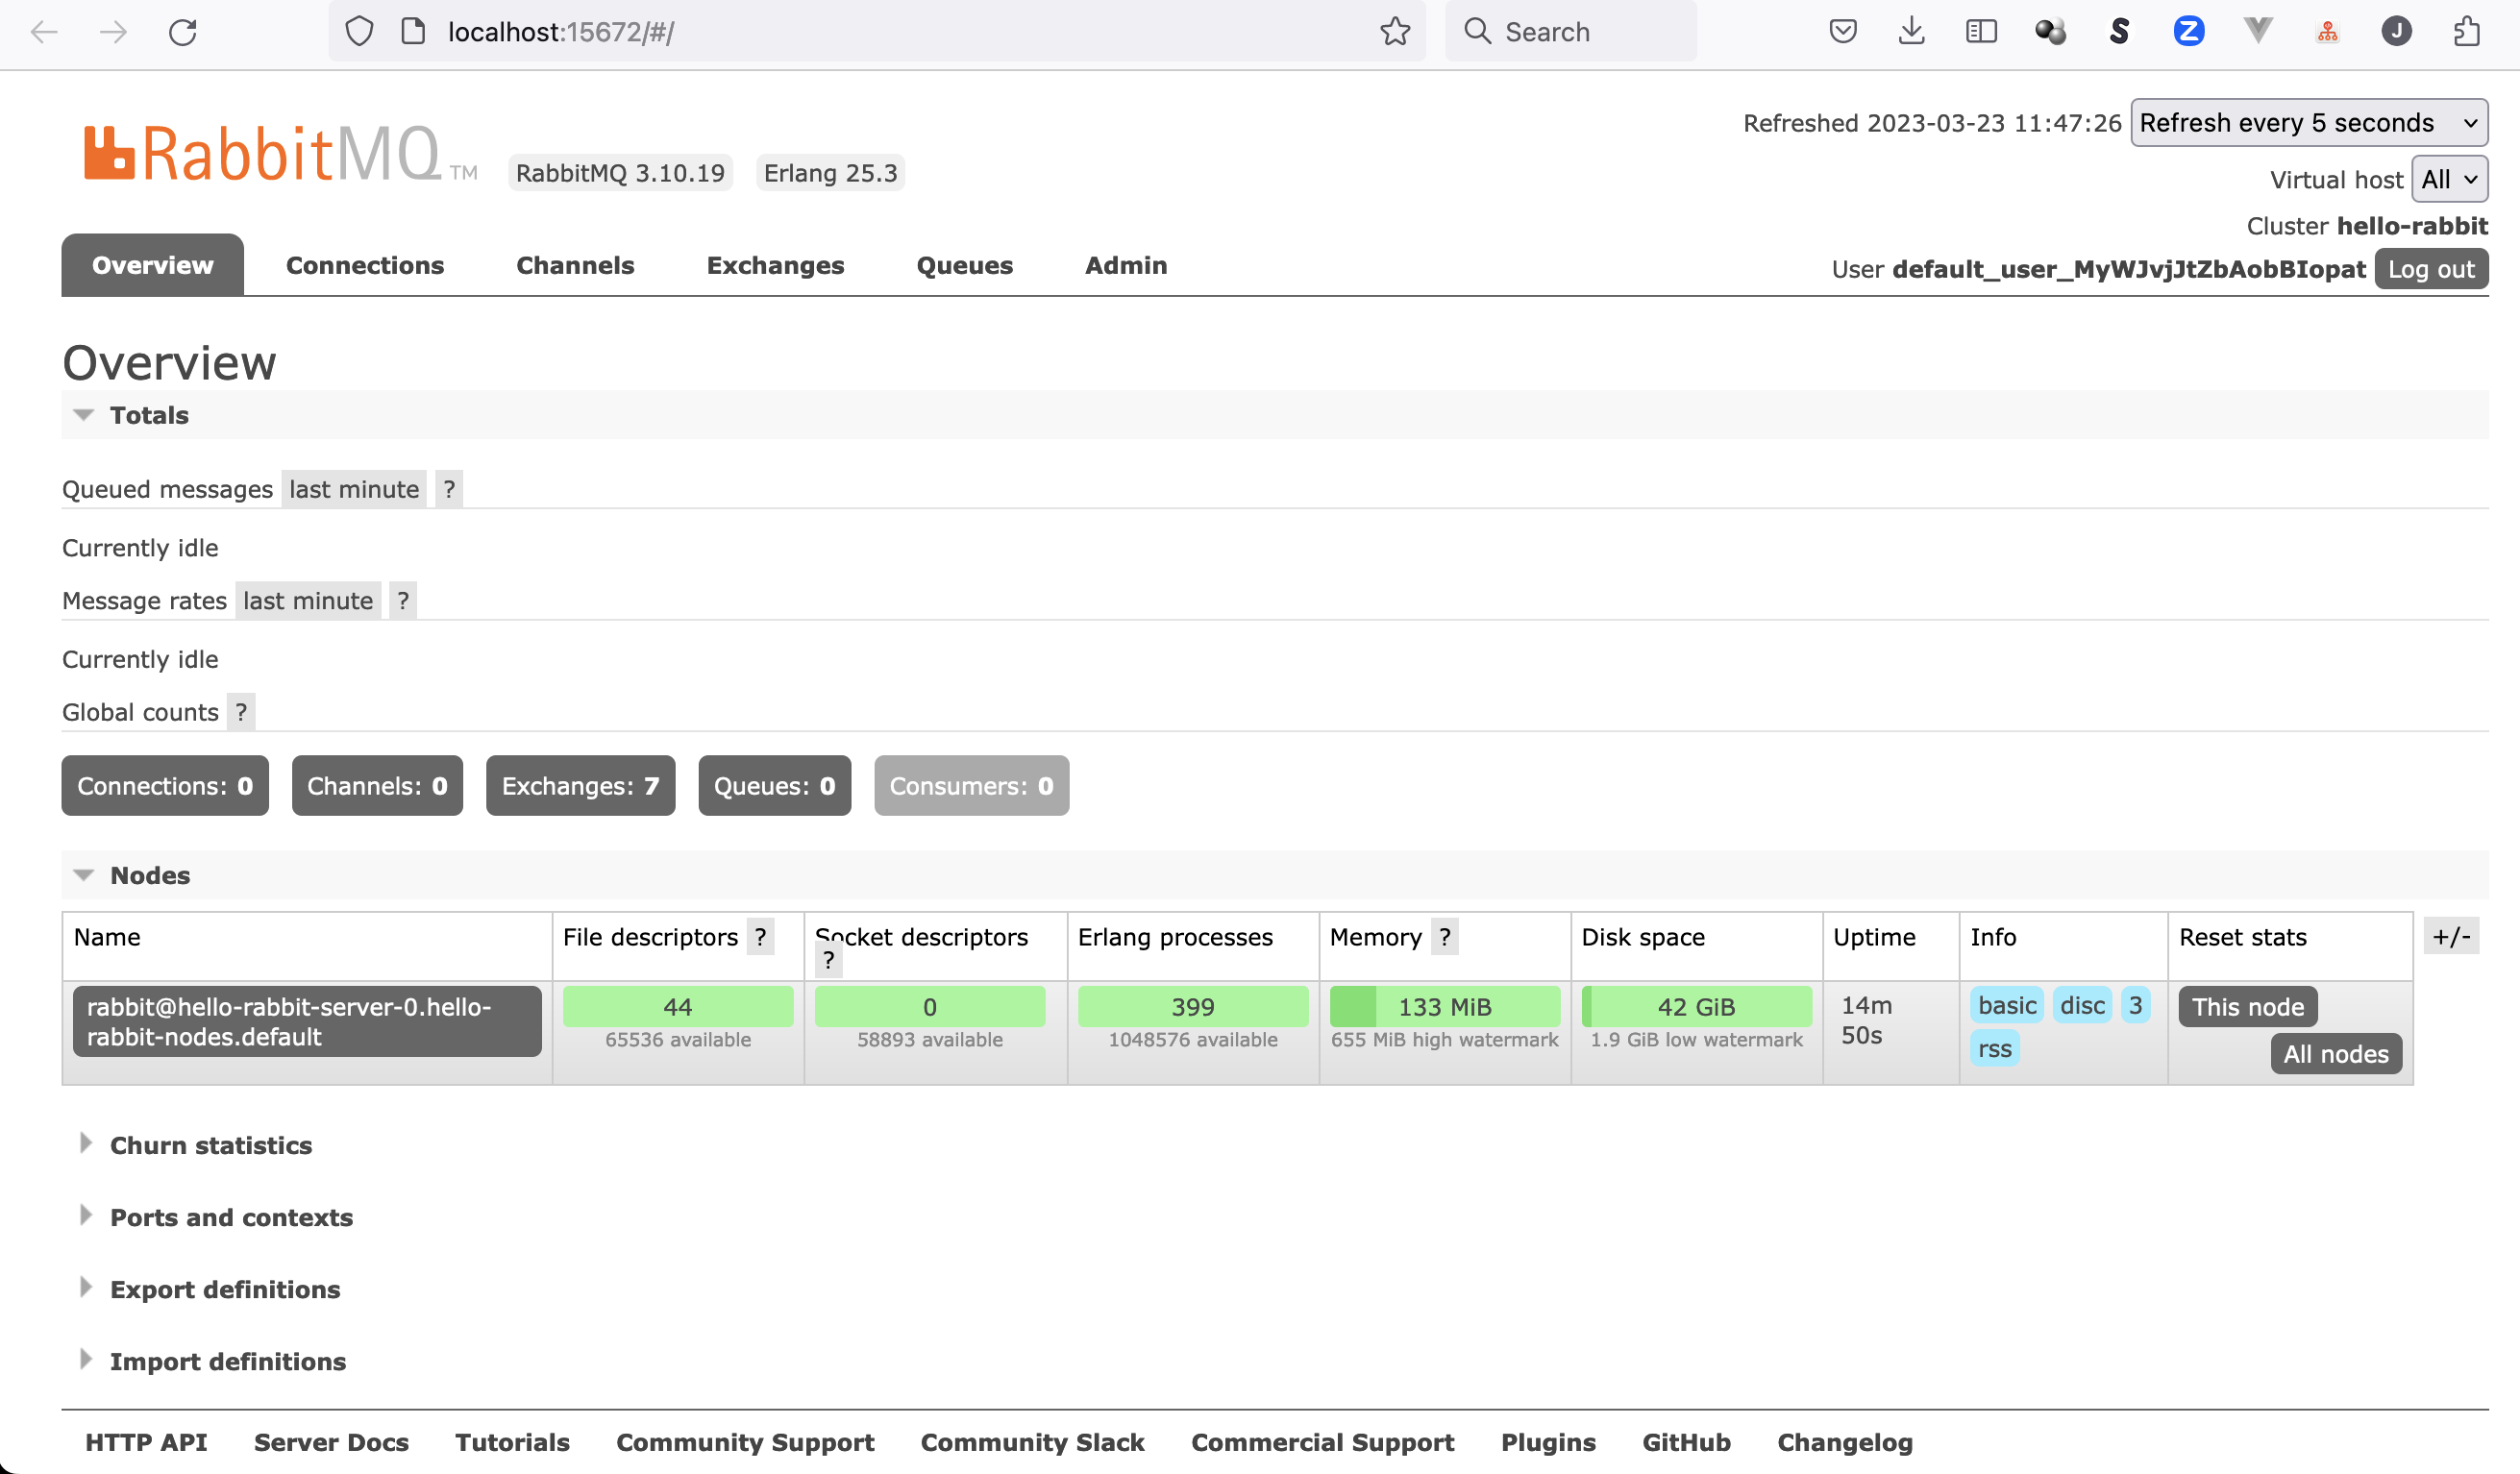 localhost:15672/#/
Search
RabbitMQ TM
RabbitMQ 3.10.19
Erlang 25.3
Refreshed 2023-03-23 11:47:26 Refresh every 5 seconds
Virtual host All
Cluster hello-rabbit
User default_user_MyWJvjJtZbAobBIopat Log out
Overview Connections Channels Exchanges Queues Admin
Overview
Totals
Queued messages last minute ?
Currently idle
Message rates last minute ?
Currently idle
Global counts ?
Connections: 0 Channels: 0 Exchanges: 7 Queues: 0 Consumers: 0
Nodes
Name File descriptors ? Socket descriptors ? Erlang processes Memory ? Disk space Uptime Info Reset stats +/-
rabbit@hello-rabbit-server-0.hello-
rabbit-nodes.default
44
65536 available
0
58893 available
399
1048576 available
133 MiB
655 MiB high watermark
42 GiB
1.9 GiB low watermark
14m
50s
basic disc 3
rss
This node
All nodes
Churn statistics
Ports and contexts
Export definitions
Import definitions
HTTP API Server Docs Tutorials Community Support Community Slack Commercial Support Plugins GitHub Changelog